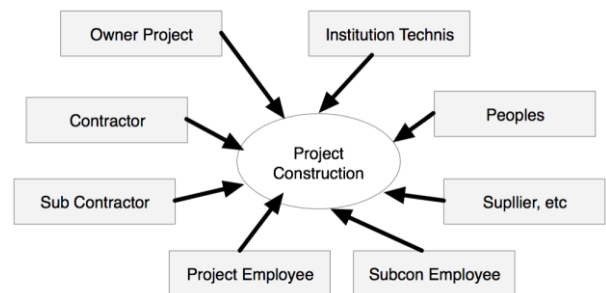 Owner Project
Institution Technis
Contractor
Peoples
Project
Construction
Sub Contractor
Supllier, etc
Project Employee
Subcon Employee